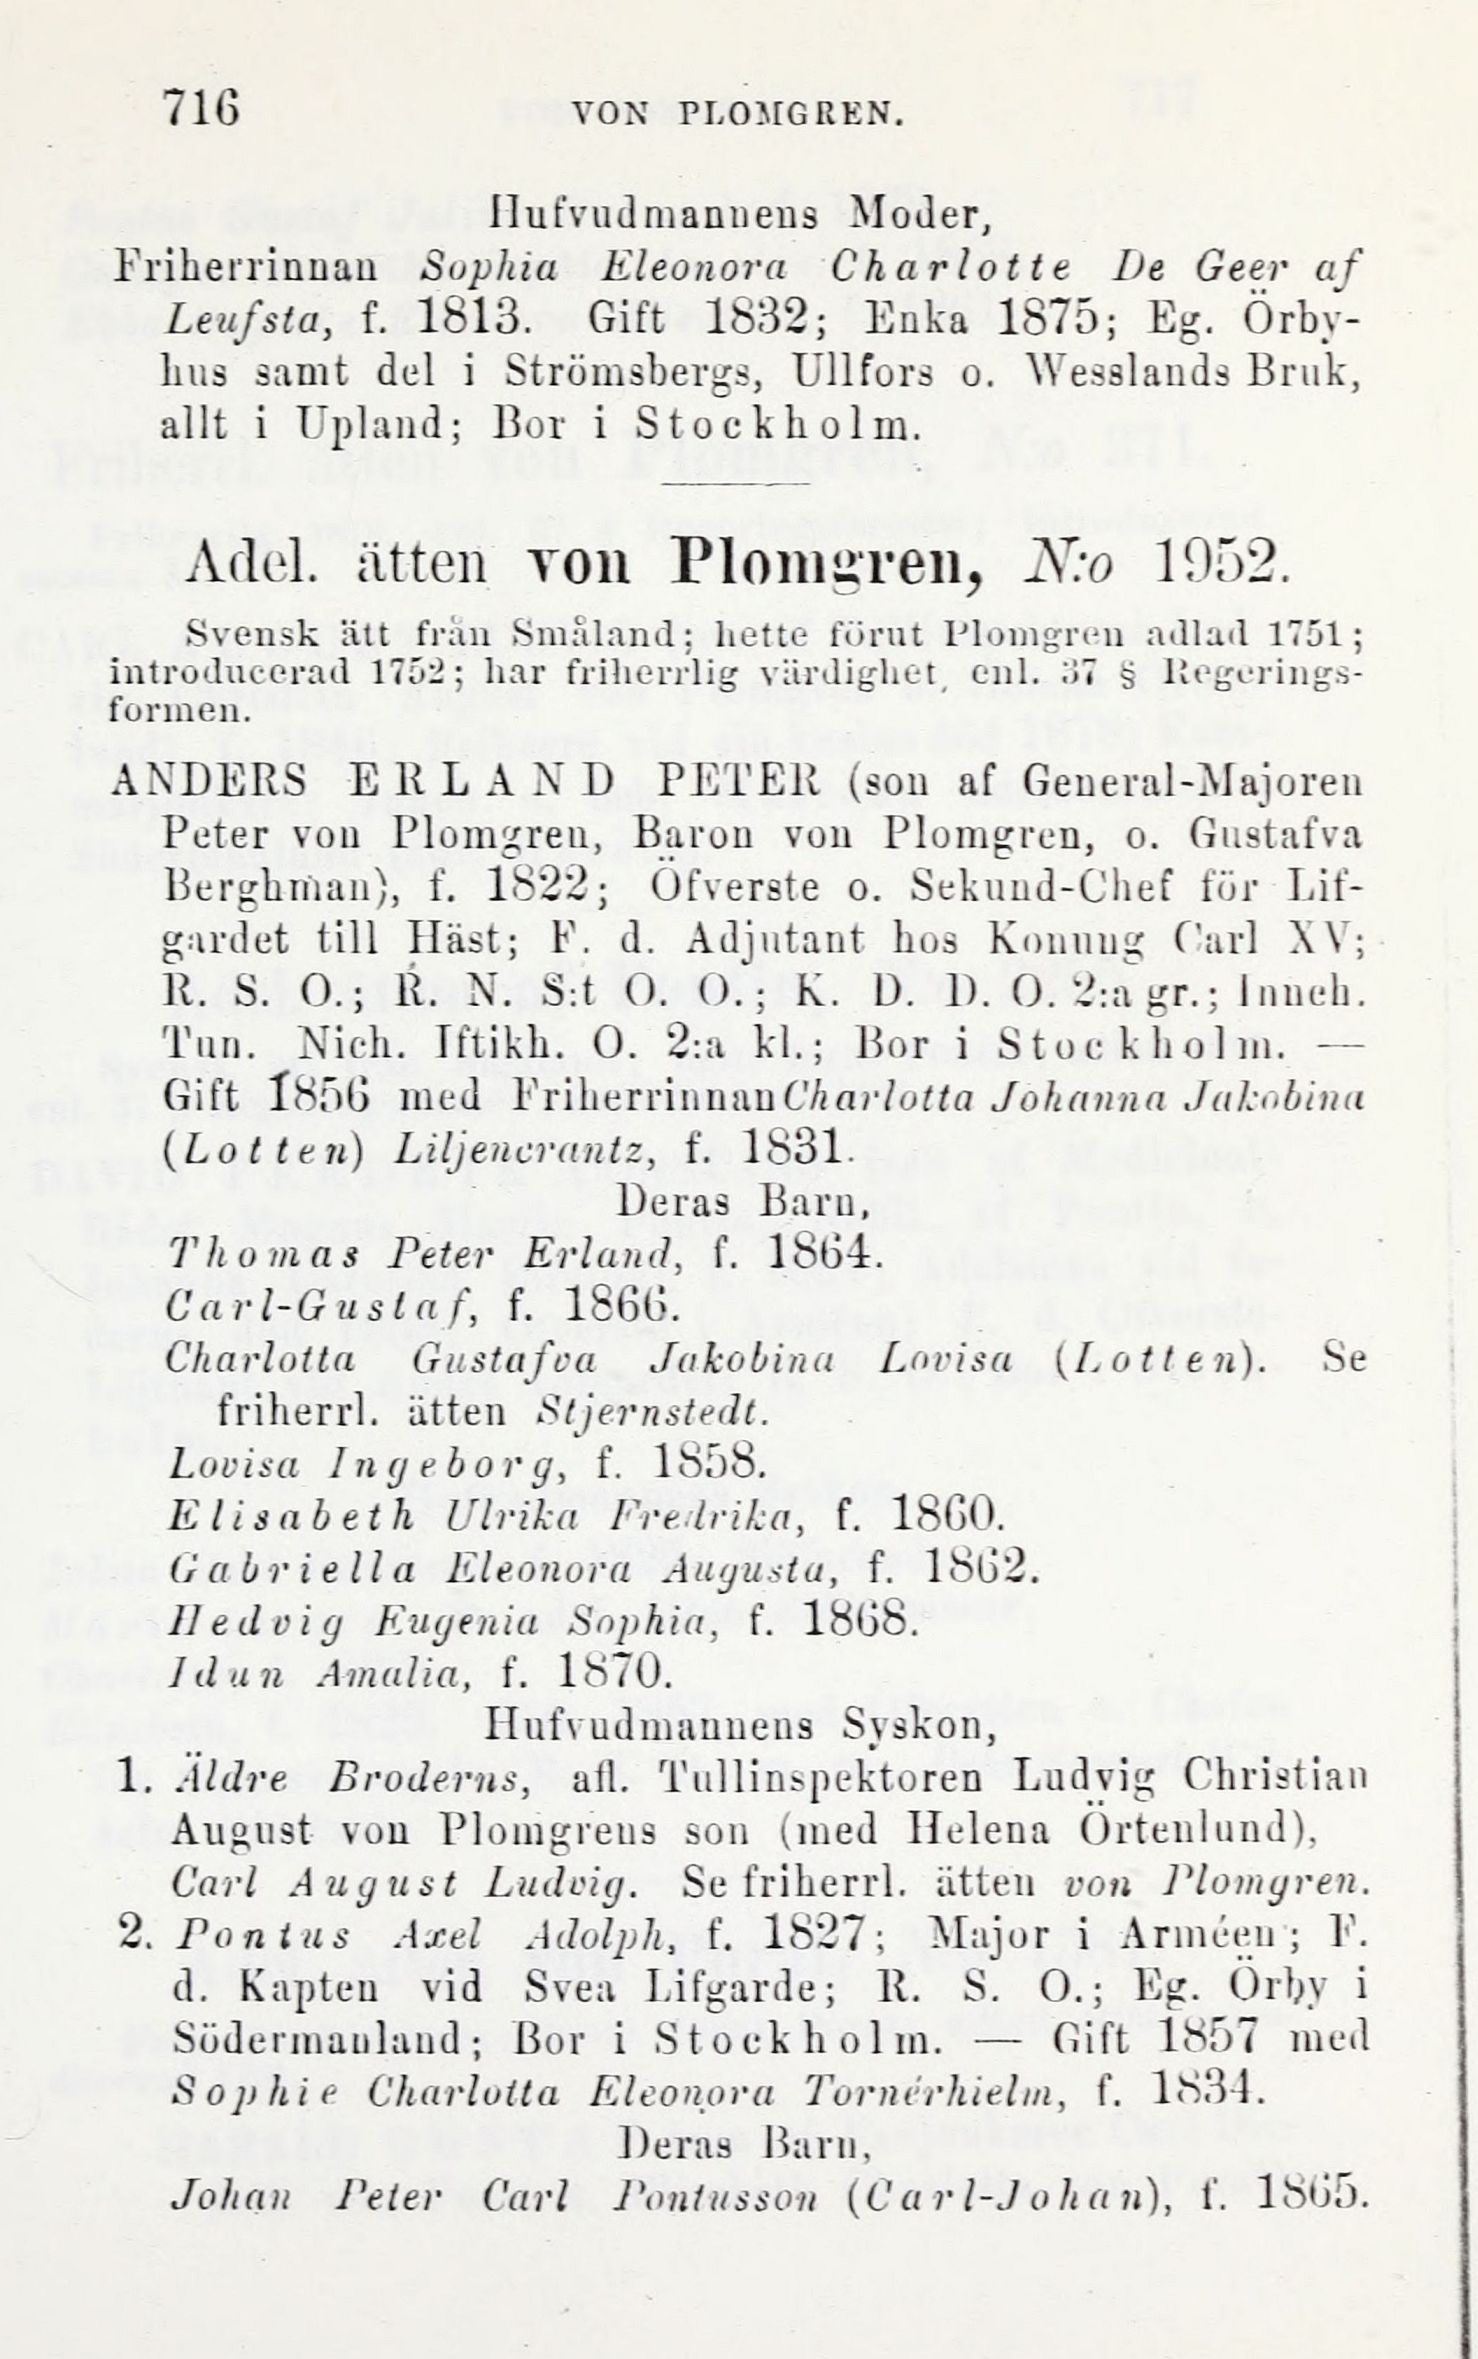 716 VON PLOMGREN.
Hufvudmannens Moder,
Friherrinnan Sophia Eleonora Charlotte De Geer af
Leufsta, f. 1813. Gift 1832; Enka 1875; Eg. Örby-
hus samt del i Strömsbergs, Ullfors o. Wesslands Bruk,
allt i Upland; Bor i Stockholm.
Adel. ätten von Plomgren, N:o 1952.
Svensk ätt från Småland; hette förut Plomgren adlad 1751;
introducerad 1752; har friherrlig värdighet, enl. 37 § Regerings-
formen.
ANDERS ERLAND PETER (son af General-Majoren
Peter von Plomgren, Baron von Plomgren, o. Gustafva
Berghman), f. 1822; Öfverste o. Sekund-Chef för Lif-
gardet till Häst; F. d. Adjutant hos Konung Carl XV;
R. S. O.; R. N. S:t O. O.; K. D. D. O. 2:a gr.; Inneh.
Tun. Nich. Iftikh. O. 2:a kl.; Bor i Stockholm. —
Gift 1856 med Friherrinnan Charlotta Johanna Jakobina
(Lotten) Liljencrantz, f. 1831.
Deras Barn,
Thomas Peter Erland, f. 1864.
Carl-Gustaf, f. 1866.
Charlotta Gustafva Jakobina Lovisa (Lotten). Se
friherrl. ätten Stjernstedt.
Lovisa Ingeborg, f. 1858.
Elisabeth Ulrika Fredrika, f. 1860.
Gabriella Eleonora Augusta, f. 1862.
Hedvig Eugenia Sophia, f. 1868.
Idun Amalia, f. 1870.
Hufvudmannens Syskon,
1. Äldre Broderns, afl. Tullinspektoren Ludvig Christian
August von Plomgrens son (med Helena Örtenlund),
Carl August Ludvig. Se friherrl. ätten von Plomgren.
2. Pontus Axel Adolph, f. 1827; Major i Arméen; F.
d. Kapten vid Svea Lifgarde; R. S. O.; Eg. Örby i
Södermanland; Bor i Stockholm. — Gift 1857 med
Sophie Charlotta Eleonora Tornérhielm, f. 1834.
Deras Barn,
Johan Peter Carl Pontusson (Carl-Johan), f. 1865.